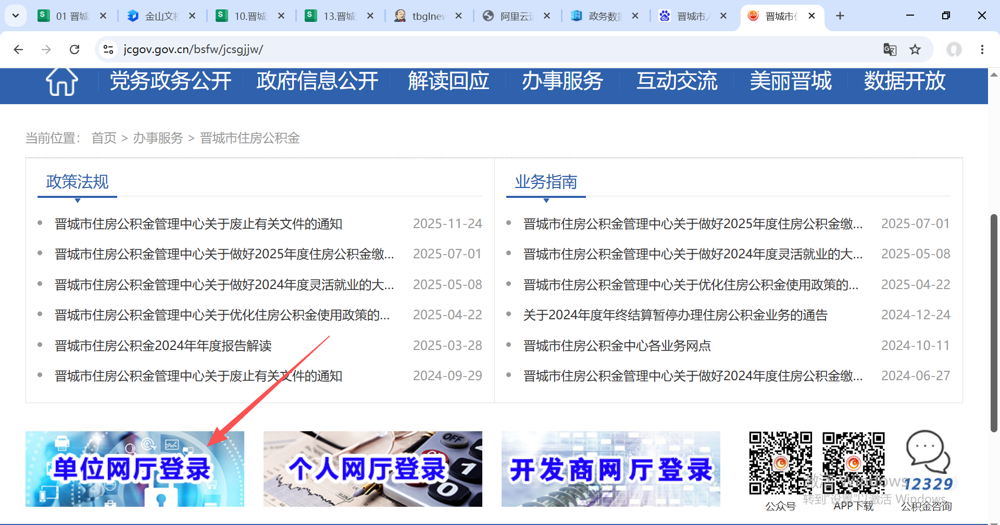 01 晋城
金山文档
10.晋城
13.晋城
tbglnew
阿里云运
政务数据
晋城市人
晋城市住
jcgov.gov.cn/bsfw/jcsgjjw/
党务政务公开
政府信息公开
解读回应
办事服务
互动交流
美丽晋城
数据开放
当前位置： 首页 > 办事服务 > 晋城市住房公积金
政策法规
晋城市住房公积金管理中心关于废止有关文件的通知 2025-11-24
晋城市住房公积金管理中心关于做好2025年度住房公积金缴... 2025-07-01
晋城市住房公积金管理中心关于做好2024年度灵活就业的大... 2025-05-08
晋城市住房公积金管理中心关于优化住房公积金使用政策的... 2025-04-22
晋城市住房公积金2024年年度报告解读 2025-03-28
晋城市住房公积金管理中心关于废止有关文件的通知 2024-09-29
业务指南
晋城市住房公积金管理中心关于做好2025年度住房公积金缴... 2025-07-01
晋城市住房公积金管理中心关于做好2024年度灵活就业的大... 2025-05-08
晋城市住房公积金管理中心关于优化住房公积金使用政策的... 2025-04-22
关于2024年度年终结算暂停办理住房公积金业务的通告 2024-12-24
晋城市住房公积金中心各业务网点 2024-10-11
晋城市住房公积金管理中心关于做好2024年度住房公积金缴... 2024-06-27
单位网厅登录
个人网厅登录
OFF
1
0
开发商网厅登录
公众号
APP下载
12329
公积金咨询
激活 Windows
转到"设置"以激活 Windows。